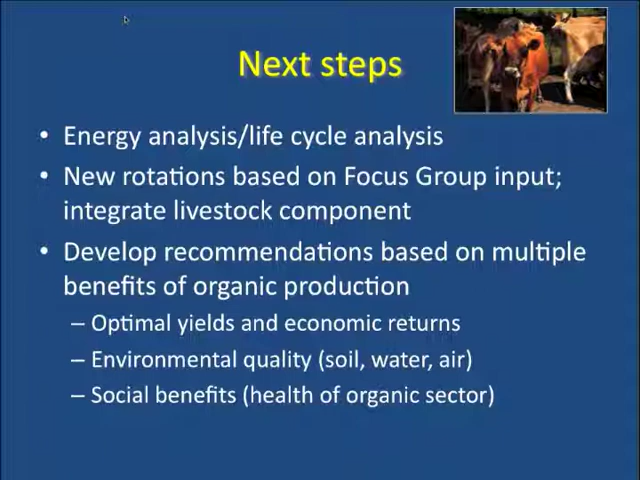 Next steps
• Energy analysis/life cycle analysis
• New rotations based on Focus Group input;
integrate livestock component
• Develop recommendations based on multiple
benefits of organic production
– Optimal yields and economic returns
– Environmental quality (soil, water, air)
– Social benefits (health of organic sector)